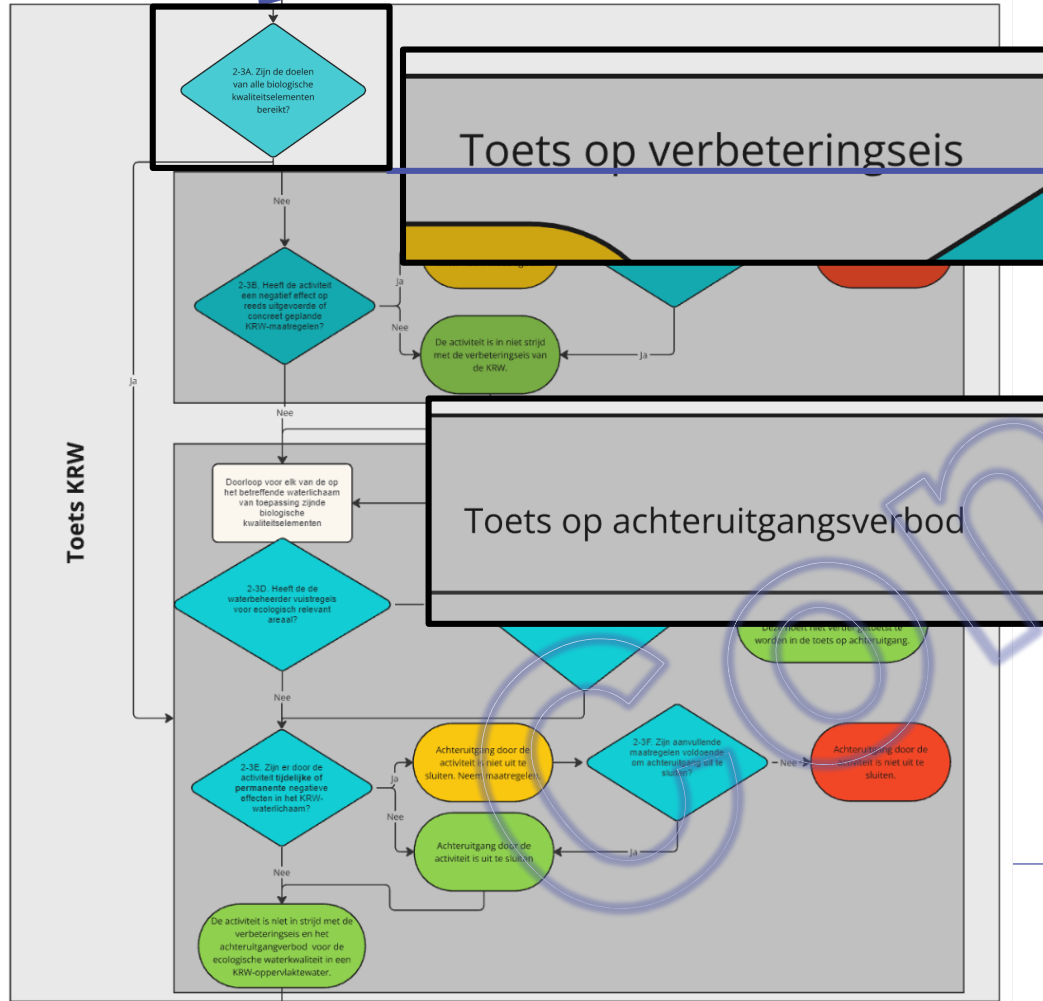 2-3A. Zijn de doelen
van alle biologische
kwaliteitselementen
bereikt?
Toets op verbeteringseis
Nee
2-3B. Heeft de activiteit
een negatief effect op
reeds uitgevoerde of
concreet geplande
KRW-maatregelen?
Ja
Nee
De activiteit is in niet strijd
met de verbeteringseis van
de KRW.
Ja
Ja
Nee
Toets KRW
Doorloop voor elk van de op
het betreffende waterlichaam
van toepassing zijnde
biologische
kwaliteitselementen
Toets op achteruitgangsverbod
2-3D. Heeft de de
waterbeheerder vuistregels
voor ecologisch relevant
areaal?
worden in de toets op achteruitgang.
Nee
2-3E. Zijn er door de
activiteit tijdelijke of
permanente negatieve
effecten in het KRW-
waterlichaam?
Ja
Nee
Achteruitgang door de
activiteit is niet uit te
sluiten. Neem maatregelen.
2-3F. Zijn aanvullende
maatregelen voldoende
om achteruitgang uit te
sluiten?
Nee
Achteruitgang door de
activiteit is niet uit te
sluiten.
Achteruitgang door de
activiteit is uit te sluiten
Ja
Nee
De activiteit is niet in strijd met de
verbeteringseis en het
achteruitgangverbod voor de
ecologische waterkwaliteit in een
KRW-oppervlaktewater.
Con